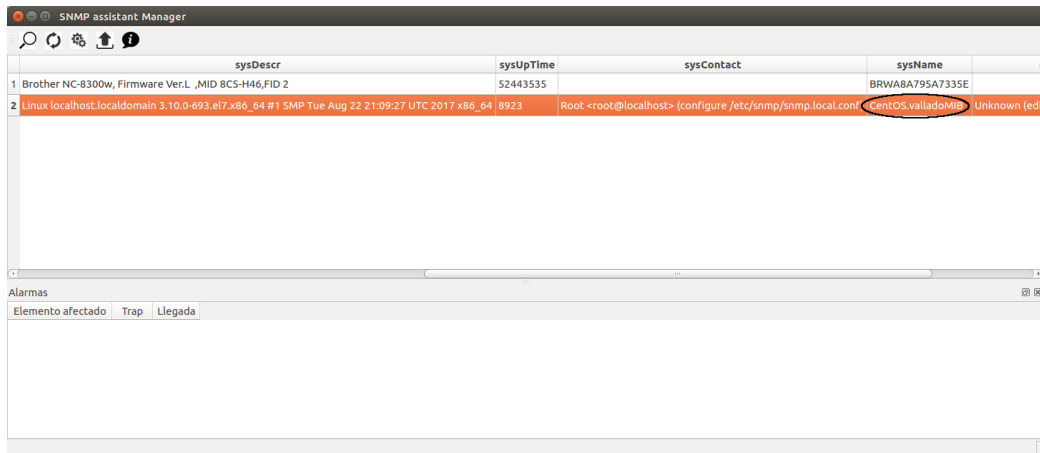 SNMP assistant Manager
sysDescr sysUpTime sysContact sysName
1 Brother NC-8300w, Firmware Ver.L ,MID 8C5-H46,FID 2 52443535 BRWA8A795A7335E
2 Linux localhost.localdomain 3.10.0-693.el7.x86_64 #1 SMP Tue Aug 22 21:09:27 UTC 2017 x86_64 8923 Root <root@localhost> (configure /etc/snmp/snmp.local.conf CentOS.valladoMIB Unknown (edi
Alarmas
Elemento afectado Trap Llegada